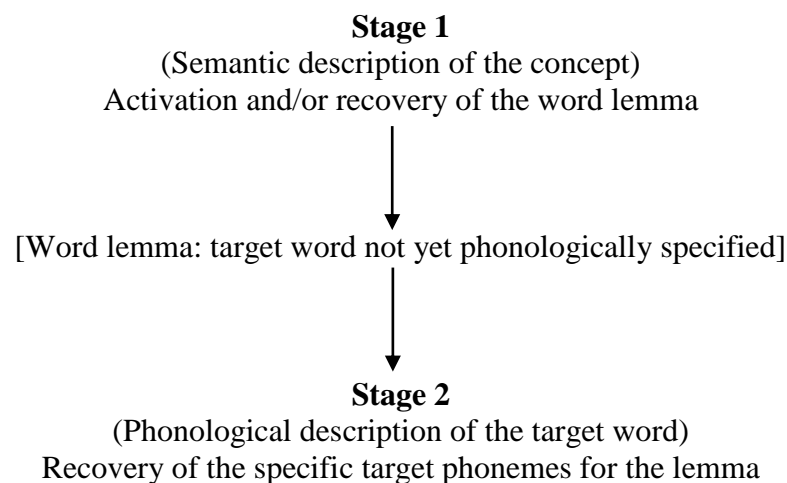 Stage 1
(Semantic description of the concept)
Activation and/or recovery of the word lemma
[Word lemma: target word not yet phonologically specified]
Stage 2
(Phonological description of the target word)
Recovery of the specific target phonemes for the lemma